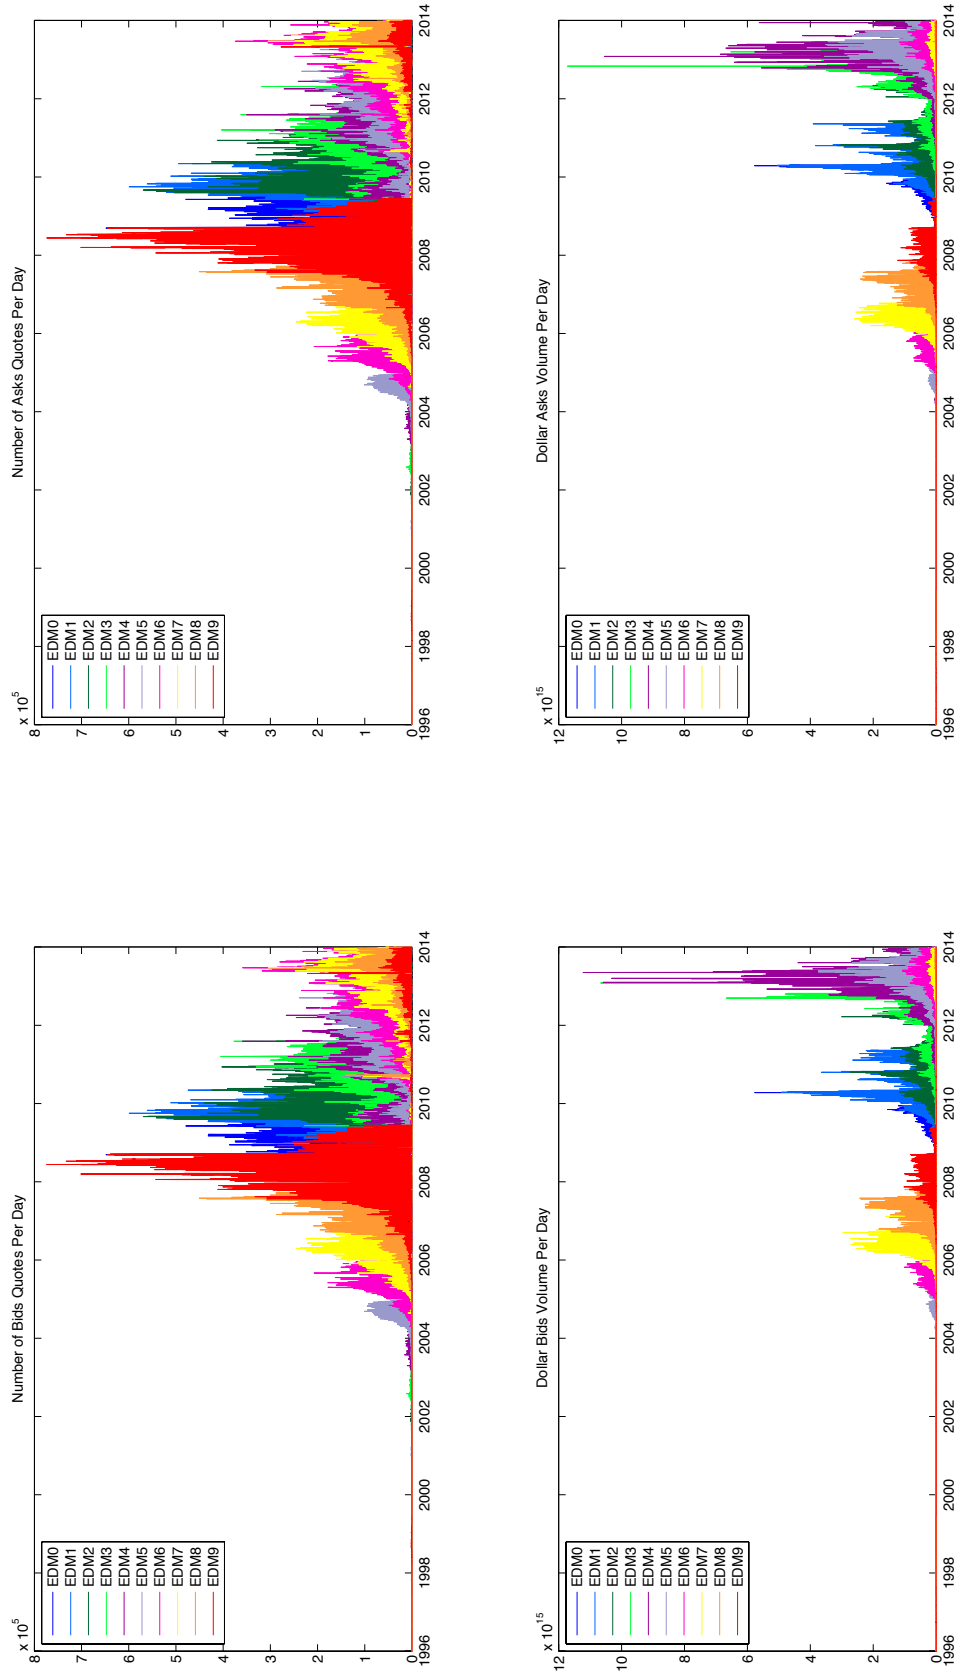 Number of Bids Quotes Per Day
x 10^5
8
7
6
5
4
3
2
1
0
1996 1998 2000 2002 2004 2006 2008 2010 2012 2014
EDM0
EDM1
EDM2
EDM3
EDM4
EDM5
EDM6
EDM7
EDM8
EDM9
Number of Asks Quotes Per Day
x 10^5
8
7
6
5
4
3
2
1
0
1996 1998 2000 2002 2004 2006 2008 2010 2012 2014
EDM0
EDM1
EDM2
EDM3
EDM4
EDM5
EDM6
EDM7
EDM8
EDM9
Dollar Bids Volume Per Day
x 10^15
12
10
8
6
4
2
0
1996 1998 2000 2002 2004 2006 2008 2010 2012 2014
EDM0
EDM1
EDM2
EDM3
EDM4
EDM5
EDM6
EDM7
EDM8
EDM9
Dollar Asks Volume Per Day
x 10^15
12
10
8
6
4
2
0
1996 1998 2000 2002 2004 2006 2008 2010 2012 2014
EDM0
EDM1
EDM2
EDM3
EDM4
EDM5
EDM6
EDM7
EDM8
EDM9